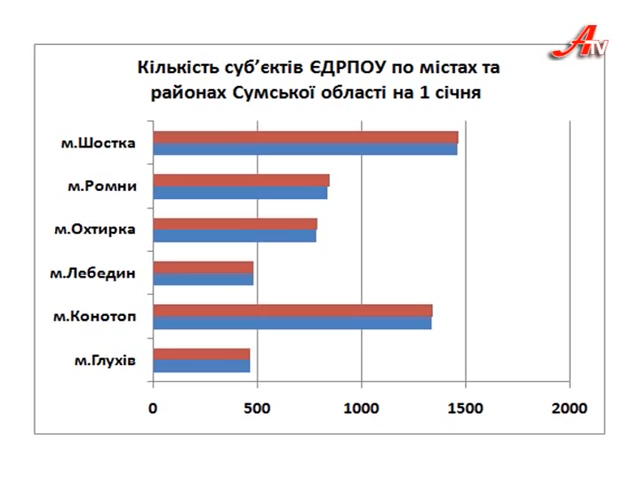 АTV
Кількість суб’єктів ЄДРПОУ по містах та
районах Сумської області на 1 січня
м.Шостка
м.Ромни
м.Охтирка
м.Лебедин
м.Конотоп
м.Глухів
0 500 1000 1500 2000